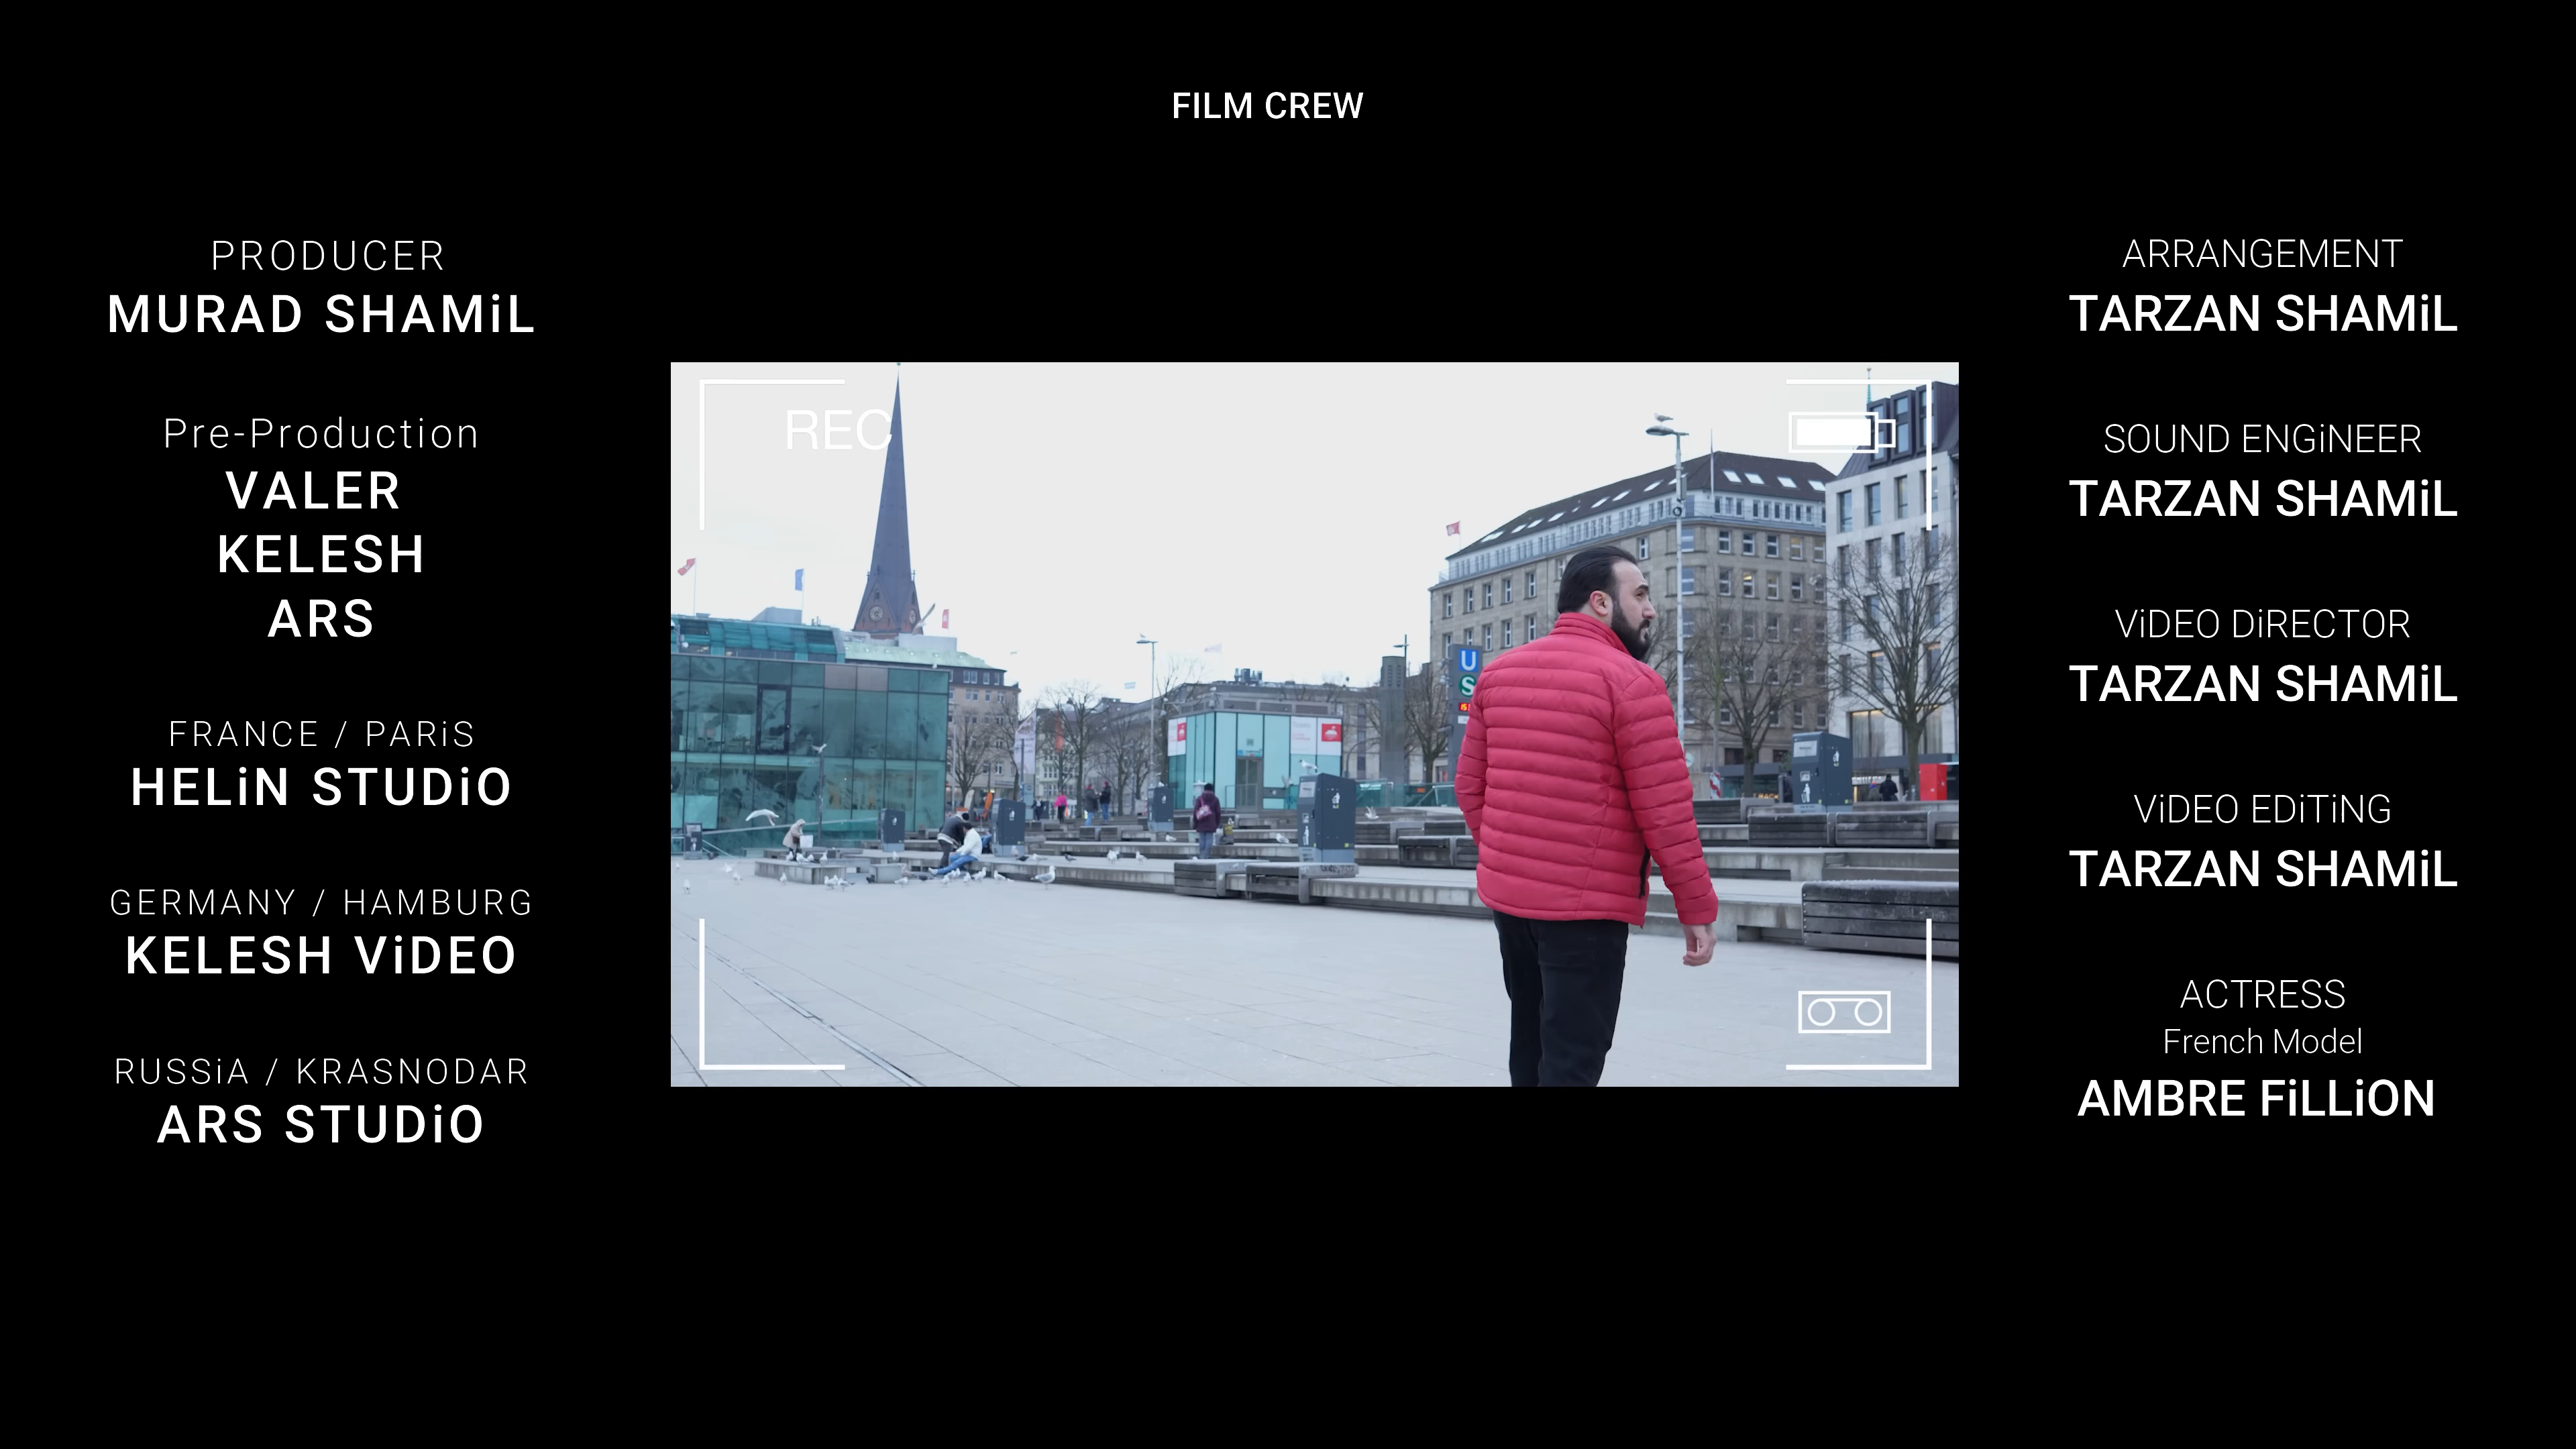 FILM CREW
PRODUCER
MURAD SHAMiL
Pre-Production
VALER
KELESH
ARS
FRANCE / PARiS
HELiN STUDiO
GERMANY / HAMBURG
KELESH ViDEO
RUSSiA / KRASNODAR
ARS STUDiO
REC
U
S
ARRANGEMENT
TARZAN SHAMiL
SOUND ENGiNEER
TARZAN SHAMiL
ViDEO DiRECTOR
TARZAN SHAMiL
ViDEO EDiTiNG
TARZAN SHAMiL
ACTRESS
French Model
AMBRE FiLLiON